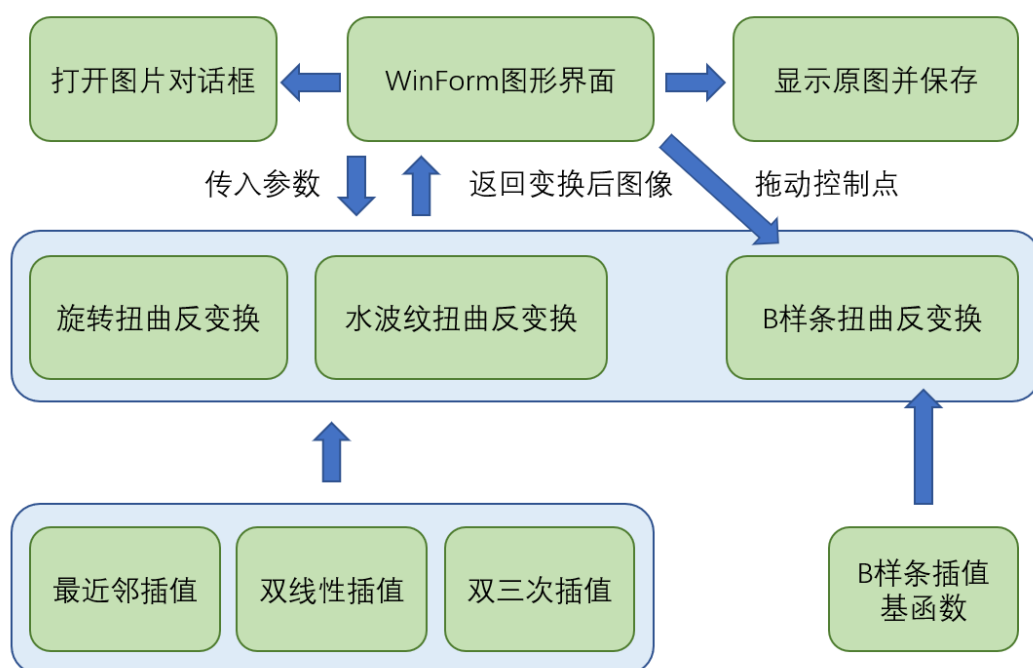 打开图片对话框
WinForm图形界面
显示原图并保存
传入参数
返回变换后图像
拖动控制点
旋转扭曲反变换
水波纹扭曲反变换
B样条扭曲反变换
最近邻插值
双线性插值
双三次插值
B样条插值
基函数